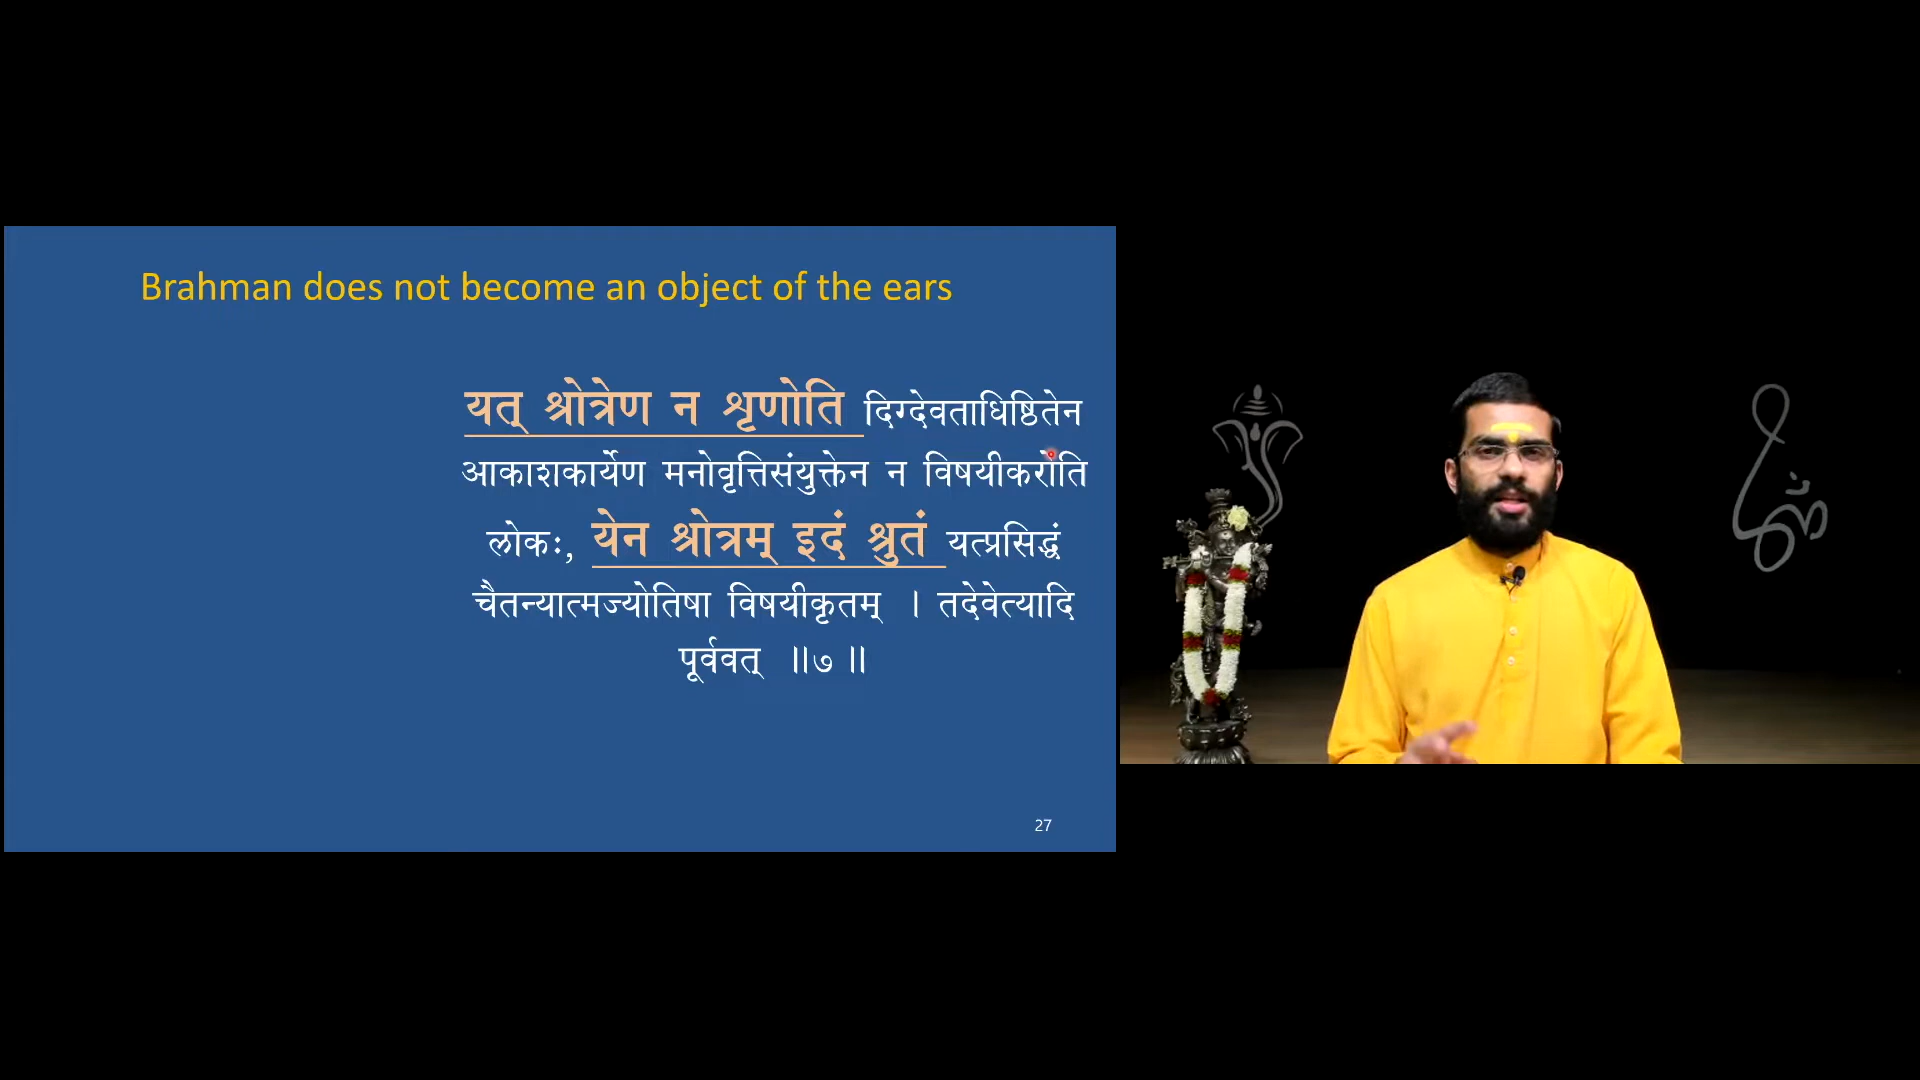 Brahman does not become an object of the ears
यत् श्रोत्रेण न शृणोति दिग्देवताधिष्ठितेन
आकाशकार्येण मनोवृत्तिसंयुक्तेन न विषयीकरोति
लोकः, येन श्रोत्रम् इदं श्रुतं यत्प्रसिद्धं
चैतन्यात्मज्योतिषा विषयीकृतम् । तदेवेत्यादि
पूर्ववत् ॥७॥
27